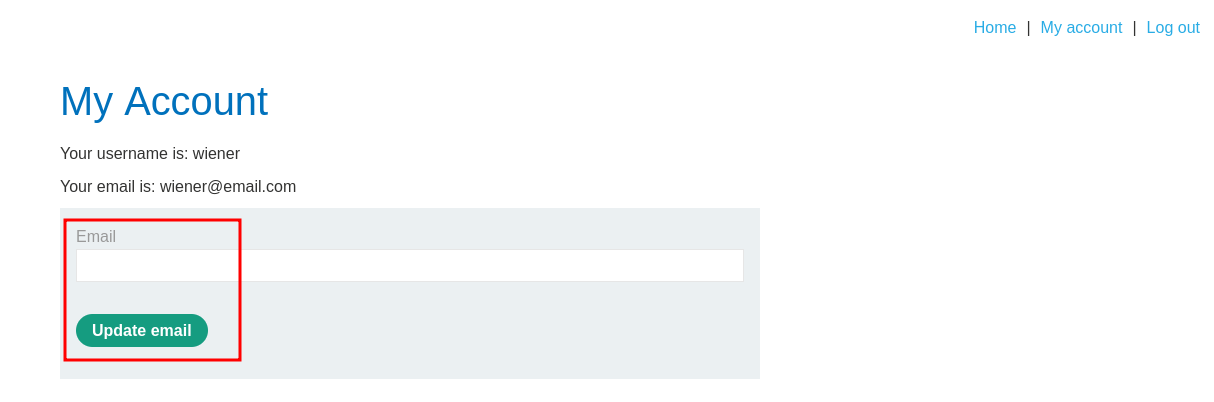 Home | My account | Log out
My Account
Your username is: wiener
Your email is: wiener@email.com
Email
Update email